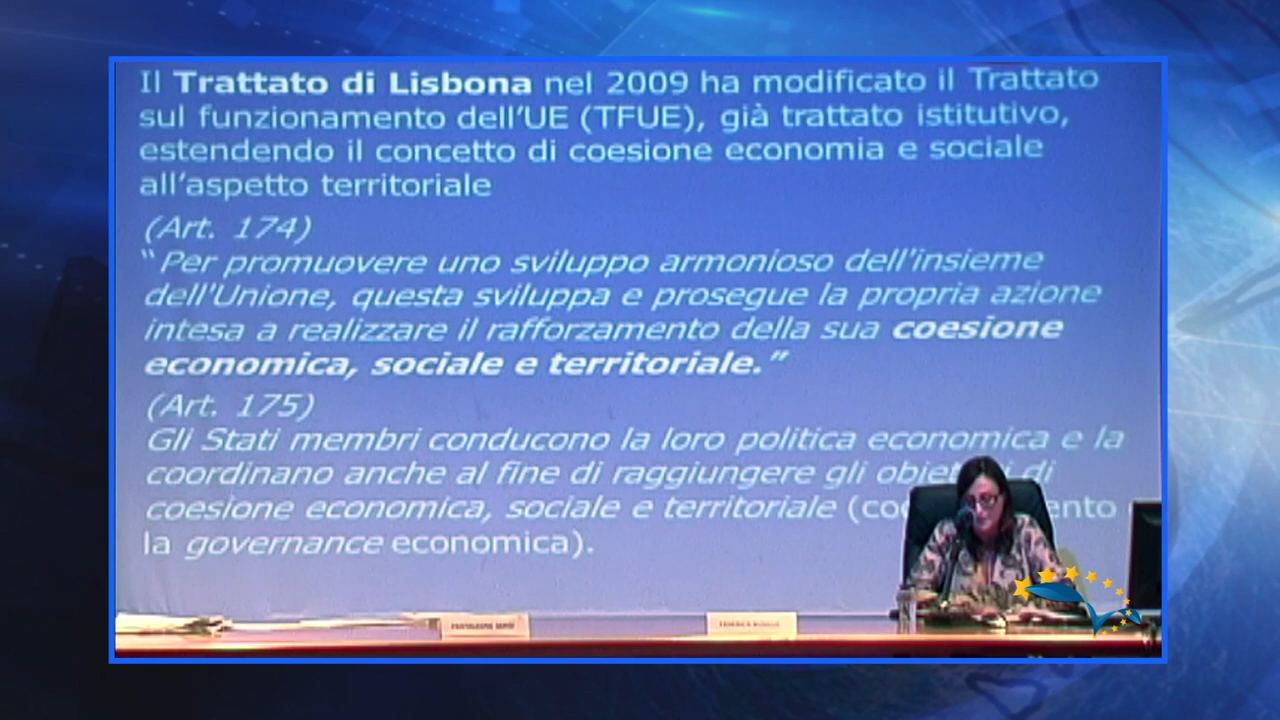 Il Trattato di Lisbona nel 2009 ha modificato il Trattato
sul funzionamento dell'UE (TFUE), già trattato istitutivo,
estendendo il concetto di coesione economia e sociale
all'aspetto territoriale
(Art. 174)
"Per promuovere uno sviluppo armonioso dell'insieme
dell'Unione, questa sviluppa e prosegue la propria azione
intesa a realizzare il rafforzamento della sua coesione
economica, sociale e territoriale."
(Art. 175)
Gli Stati membri conducono la loro politica economica e la
coordinano anche al fine di raggiungere gli di
coesione economica, sociale e territoriale
la governance economica).
FEDERICA